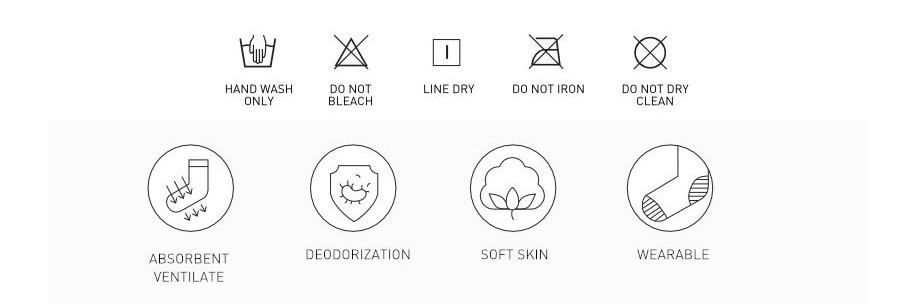 HAND WASH
ONLY
DO NOT
BLEACH
LINE DRY
DO NOT IRON
DO NOT DRY
CLEAN
ABSORBENT
VENTILATE
DEODORIZATION
SOFT SKIN
WEARABLE